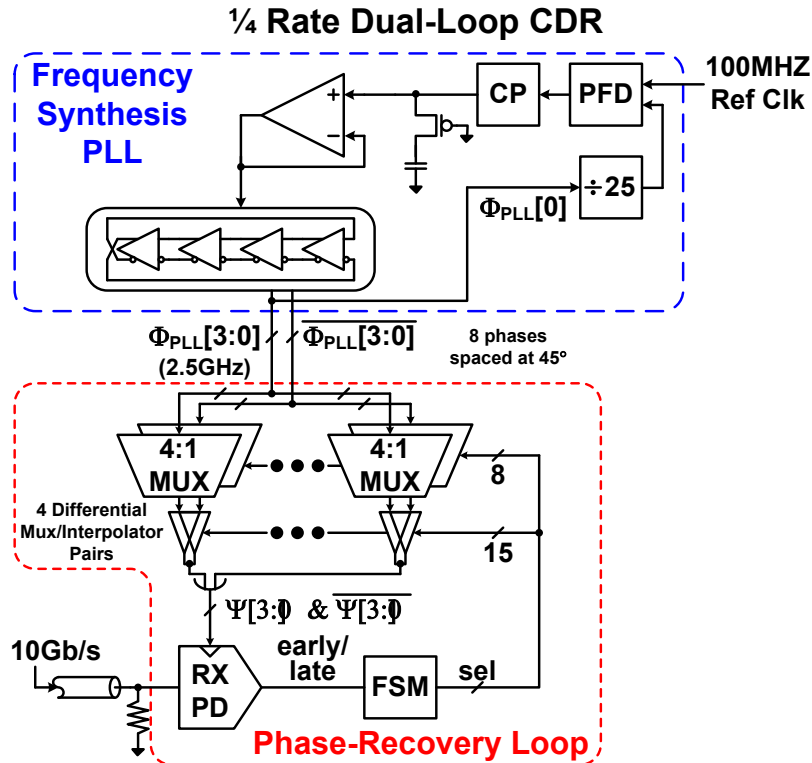 ¼ Rate Dual-Loop CDR
Frequency
Synthesis
PLL
+
−
CP
PFD
100MHZ
Ref Clk
÷25
ΦPLL[0]
ΦPLL[3:0]
(2.5GHz)
Φ̅PLL[3:0]
8 phases
spaced at 45°
4:1
MUX
4:1
MUX
8
4 Differential
Mux/Interpolator
Pairs
15
Ψ[3:0] & Ψ[3:0]
10Gb/s
RX
PD
early/
late
FSM
sel
Phase-Recovery Loop